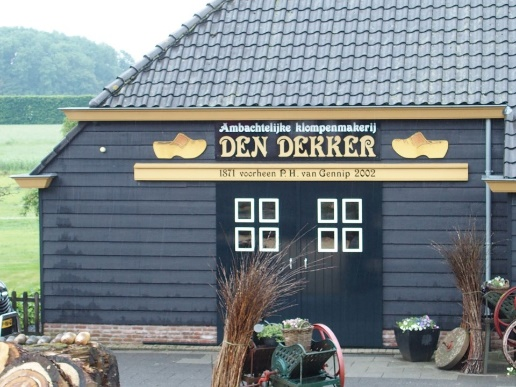 Ambachtelijke klompenmakerij
DEN DEKKER
1871 voorheen P. H. van Gennip 2002